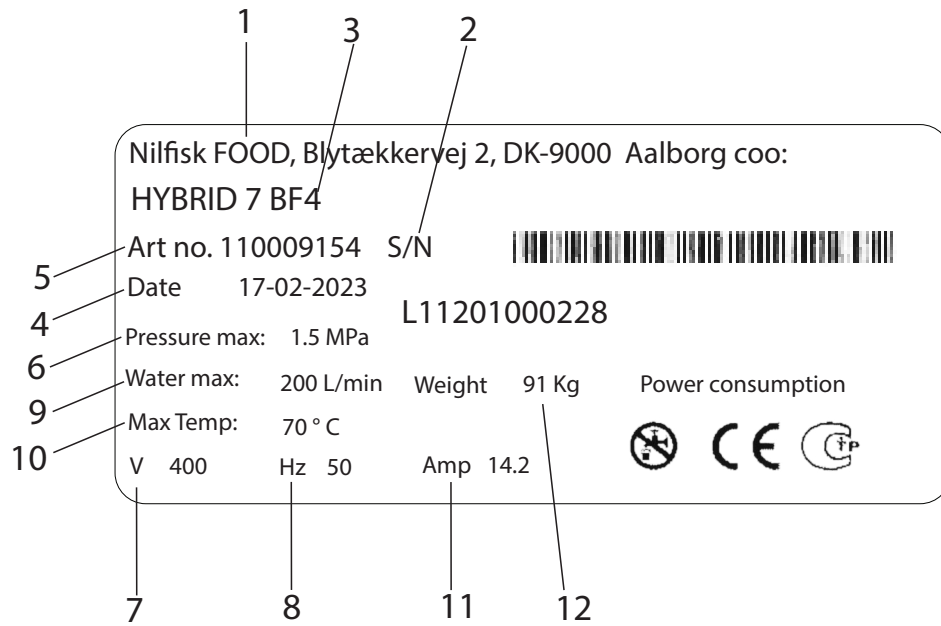 1
3
2
Nilfisk FOOD, Blytækkervej 2, DK-9000 Aalborg coo:
HYBRID 7 BF4
5
Art no. 110009154 S/N
4
Date 17-02-2023
L11201000228
6
Pressure max: 1.5 MPa
9
Water max: 200 L/min Weight 91 Kg Power consumption
10
Max Temp: 70 ° C
CE
C TP
V 400 Hz 50 Amp 14.2
7
8
11
12